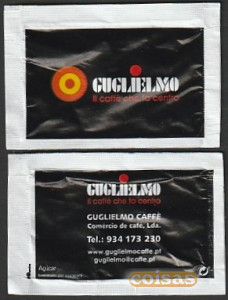 GUGLIELMO
Il caffè che fa centro
GUGLIELMO
Il caffè che fa centro
GUGLIELMO CAFFÈ
Comércio de café, Lda.
Tel.: 934 173 230
www.guglielmocaffe.pt
guglielmo@caffe.pt
Açúcar
coisas